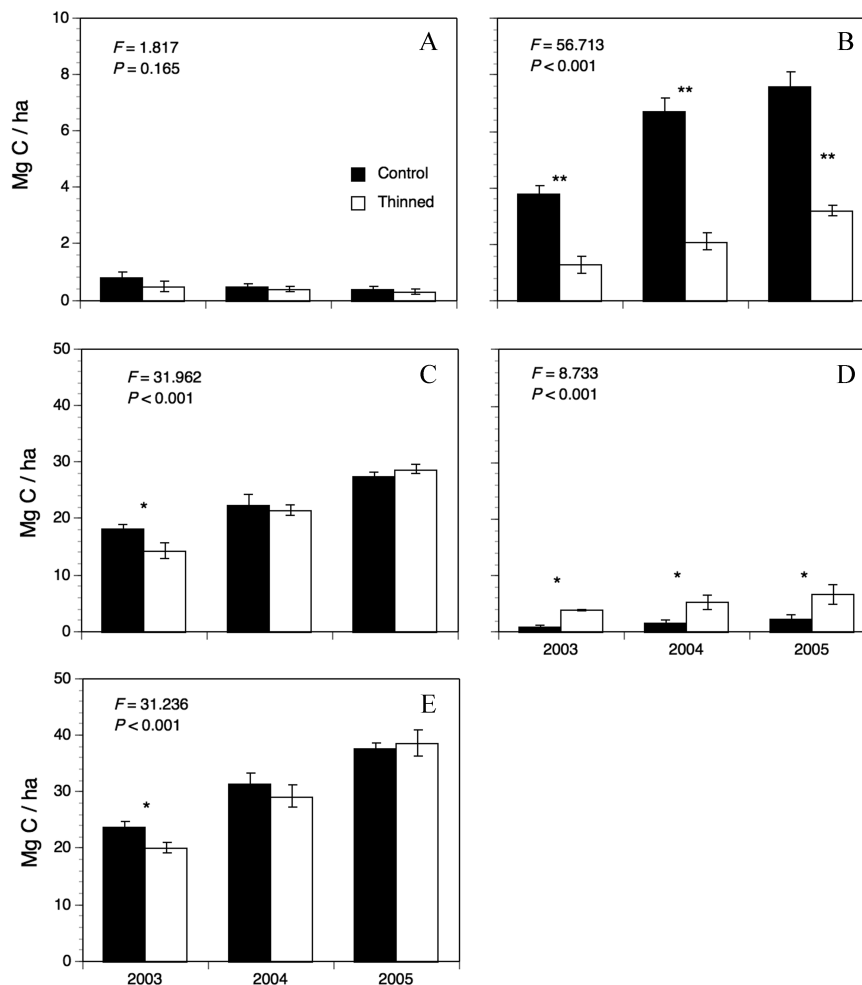 Mg C / ha
10
8
6
4
2
0
F = 1.817
P = 0.165
A
Control
Thinned
F = 56.713
P < 0.001
B
**
**
**
Mg C / ha
50
40
30
20
10
0
F = 31.962
P < 0.001
C
*
F = 8.733
P < 0.001
D
*
*
*
2003 2004 2005
Mg C / ha
50
40
30
20
10
0
F = 31.236
P < 0.001
E
*
2003 2004 2005